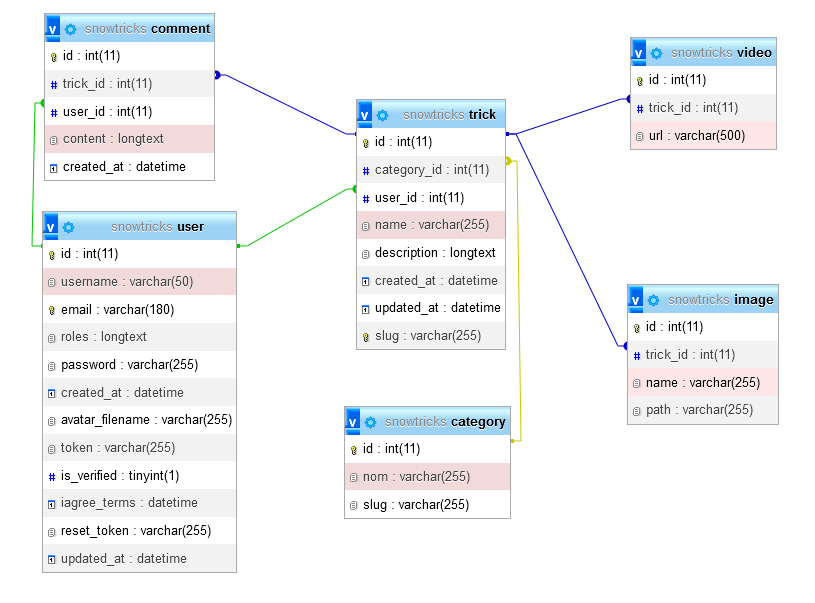 v snowtricks comment
id : int(11)
# trick_id : int(11)
# user_id : int(11)
content : longtext
created_at : datetime
v snowtricks user
id : int(11)
username : varchar(50)
email : varchar(180)
roles : longtext
password : varchar(255)
created_at : datetime
avatar_filename : varchar(255)
token : varchar(255)
# is_verified : tinyint(1)
iagree_terms : datetime
reset_token : varchar(255)
updated_at : datetime
v snowtricks trick
id : int(11)
# category_id : int(11)
# user_id : int(11)
name : varchar(255)
description : longtext
created_at : datetime
updated_at : datetime
slug : varchar(255)
v snowtricks category
id : int(11)
nom : varchar(255)
slug : varchar(255)
v snowtricks video
id : int(11)
# trick_id : int(11)
url : varchar(500)
v snowtricks image
id : int(11)
# trick_id : int(11)
name : varchar(255)
path : varchar(255)